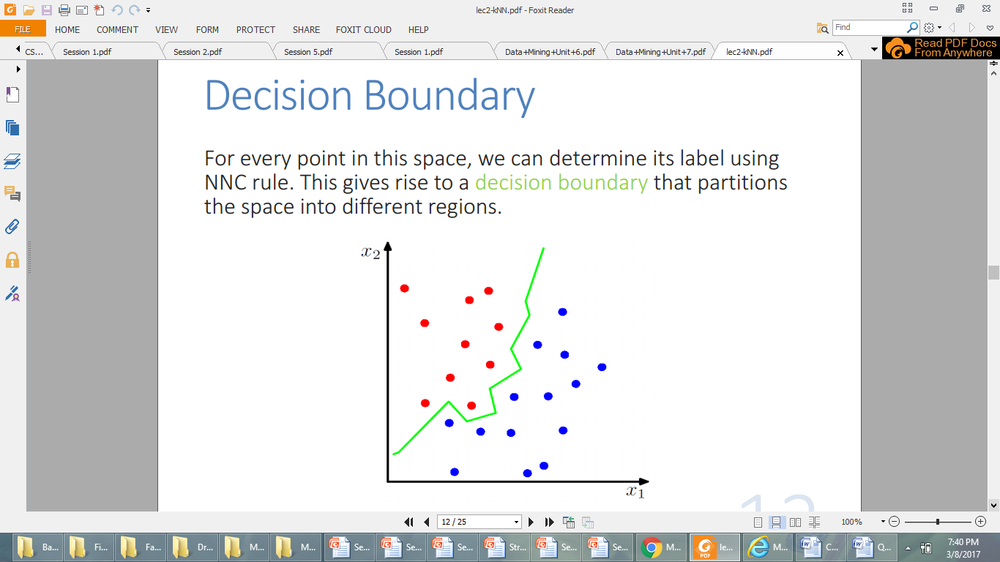 lec2-kNN.pdf - Foxit Reader
FILE HOME COMMENT VIEW FORM PROTECT SHARE FOXIT CLOUD HELP
Find
CS... Session 1.pdf Session 2.pdf Session 5.pdf Session 1.pdf Data+Mining+Unit+6.pdf Data+Mining+Unit+7.pdf lec2-kNN.pdf
Read PDF Docs
From Anywhere
Decision Boundary
For every point in this space, we can determine its label using
NNC rule. This gives rise to a decision boundary that partitions
the space into different regions.
x2
x1
12
12 / 25
100%
Ba... Fi... Fa... Dr... M... M... Se... Se... Se... Str... Se... Se... M... le... M... C... Q...
PDF
7:40 PM
3/8/2017